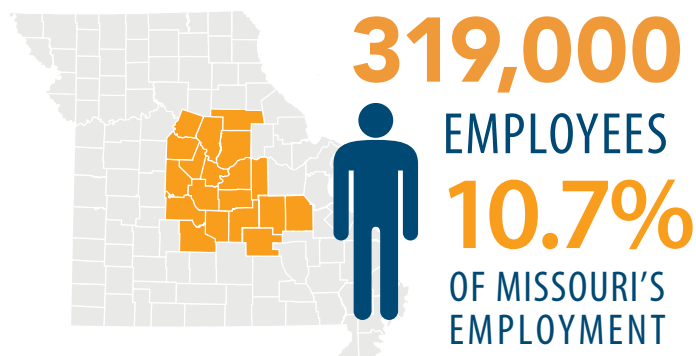 319,000
EMPLOYEES
10.7%
OF MISSOURI'S
EMPLOYMENT